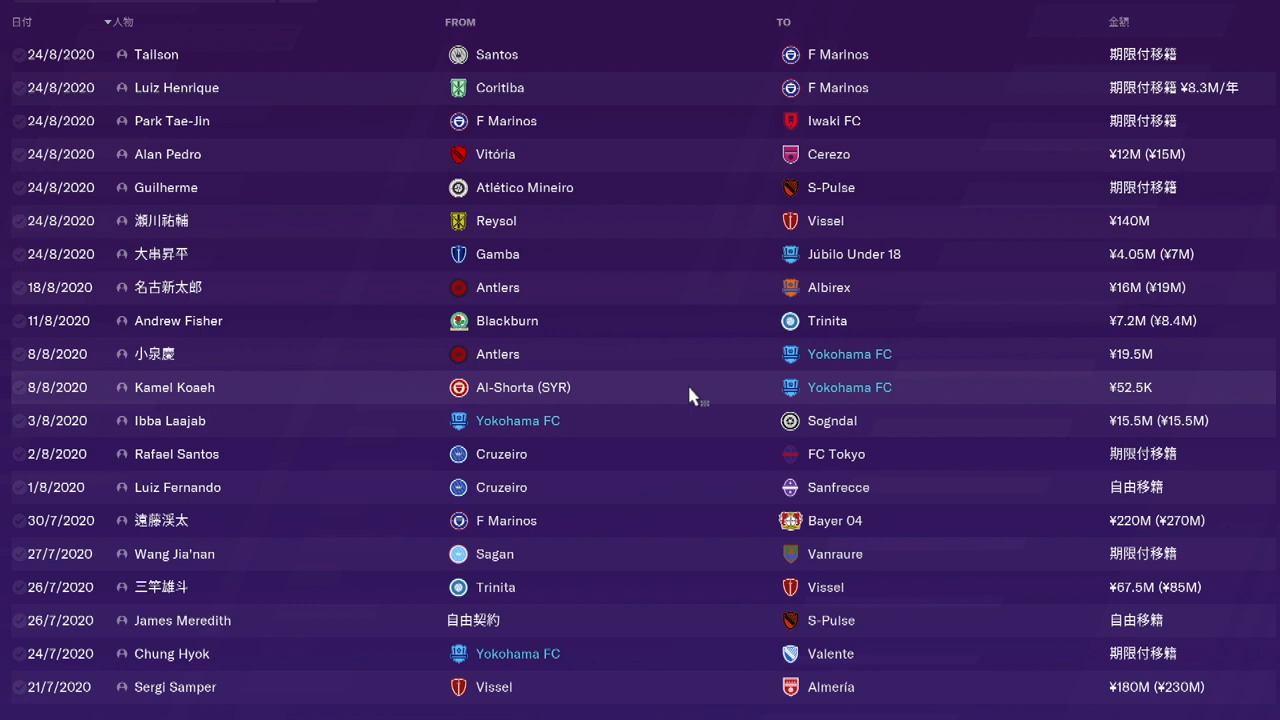 日付 人物 FROM TO 金額
24/8/2020 Tallson Santos F Marinos 期限付移籍
24/8/2020 Luiz Henrique Coritiba F Marinos 期限付移籍 ¥8.3M/年
24/8/2020 Park Tae-Jin F Marinos Iwaki FC 期限付移籍
24/8/2020 Alan Pedro Vitória Cerezo ¥12M (¥15M)
24/8/2020 Guilherme Atlético Mineiro S-Pulse 期限付移籍
24/8/2020 瀬川祐輔 Reysol Vissel ¥140M
24/8/2020 大串昇平 Gamba Júbilo Under 18 ¥4.05M (¥7M)
18/8/2020 名古新太郎 Antlers Albirex ¥16M (¥19M)
11/8/2020 Andrew Fisher Blackburn Trinita ¥7.2M (¥8.4M)
8/8/2020 小泉慶 Antlers Yokohama FC ¥19.5M
8/8/2020 Kamel Koaeh Al-Shorta (SYR) Yokohama FC ¥52.5K
3/8/2020 Ibba Laajab Yokohama FC Sogndal ¥15.5M (¥15.5M)
2/8/2020 Rafael Santos Cruzeiro FC Tokyo 期限付移籍
1/8/2020 Luiz Fernando Cruzeiro Sanfrecce 自由移籍
30/7/2020 遠藤渓太 F Marinos Bayer 04 ¥220M (¥270M)
27/7/2020 Wang Jia'nan Sagan Vanraure 期限付移籍
26/7/2020 三竿雄斗 Trinita Vissel ¥67.5M (¥85M)
26/7/2020 James Meredith 自由契約 S-Pulse 自由移籍
24/7/2020 Chung Hyok Yokohama FC Valente 期限付移籍
21/7/2020 Sergi Samper Vissel Almería ¥180M (¥230M)